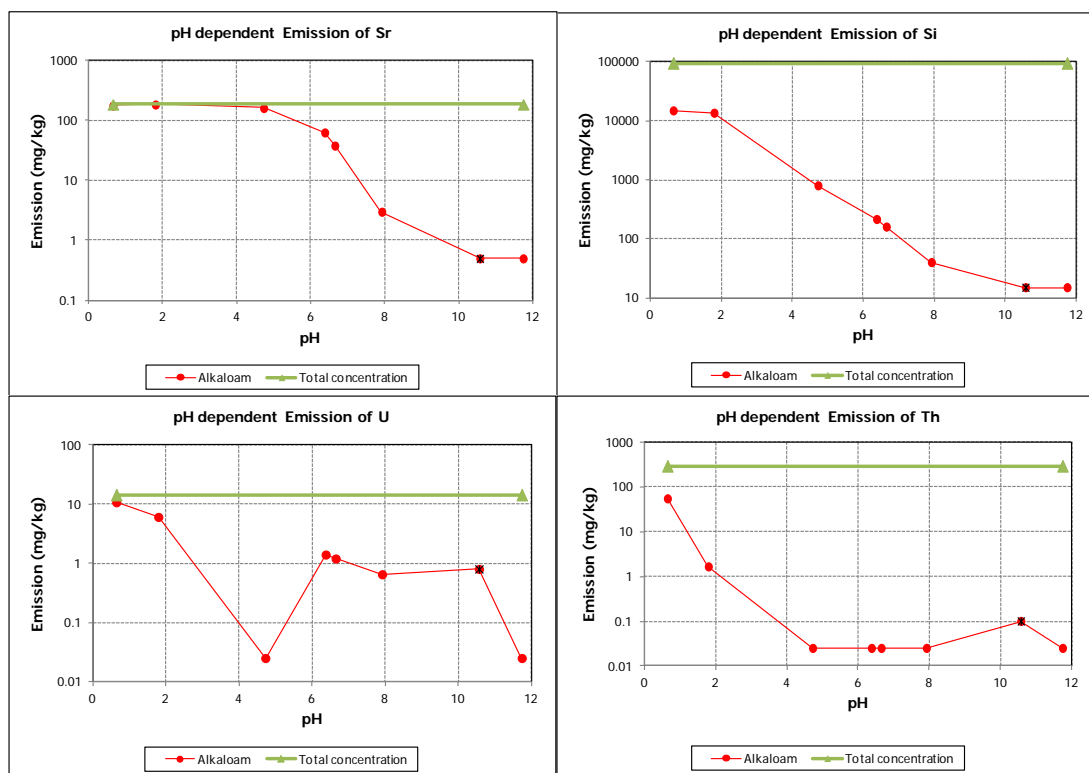 pH dependent Emission of Sr
Emission (mg/kg)
1000
100
10
1
0.1
0 2 4 6 8 10 12
pH
Alkaloam Total concentration
pH dependent Emission of Si
Emission (mg/kg)
100000
10000
1000
100
10
0 2 4 6 8 10 12
pH
Alkaloam Total concentration
pH dependent Emission of U
Emission (mg/kg)
100
10
1
0.1
0.01
0 2 4 6 8 10 12
pH
Alkaloam Total concentration
pH dependent Emission of Th
Emission (mg/kg)
1000
100
10
1
0.1
0.01
0 2 4 6 8 10 12
pH
Alkaloam Total concentration